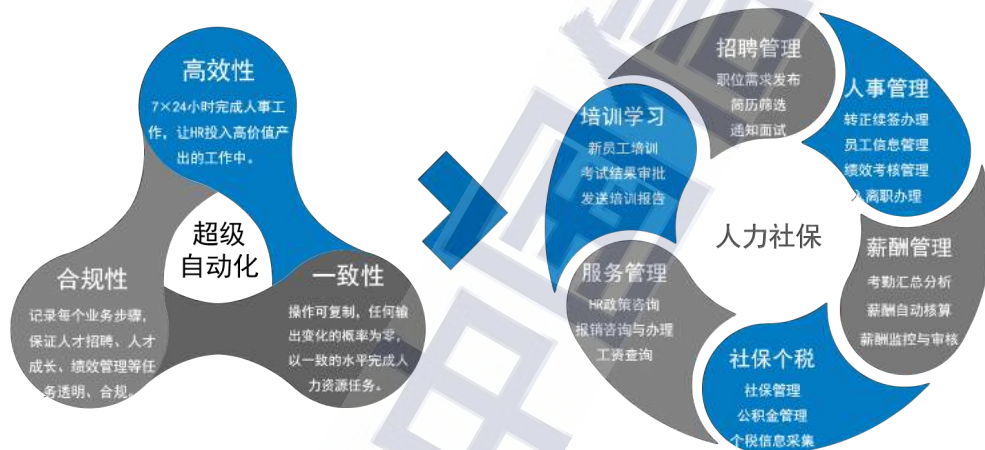 高效性
7×24小时完成人事工
作，让HR投入高价值产
出的工作中。
超级
自动化
合规性
记录每个业务步骤，
保证人才招聘、人才
成长、绩效管理等任
务透明、合规。
一致性
操作可复制，任何输
出变化的概率为零，
以一致的水平完成人
力资源任务。
招聘管理
职位需求发布
简历筛选
通知面试
人事管理
转正续签办理
员工信息管理
绩效考核管理
入离职办理
培训学习
新员工培训
考试结果审批
发送培训报告
人力社保
薪酬管理
考勤汇总分析
薪酬自动核算
薪酬监控与审核
服务管理
HR政策咨询
报销咨询与办理
工资查询
社保个税
社保管理
公积金管理
个税信息采集